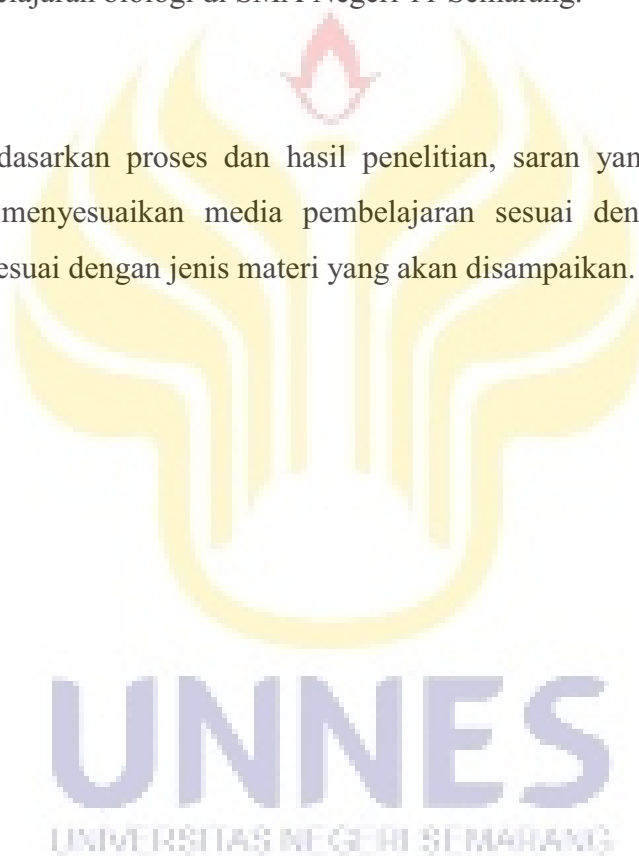 elajaran biologi di SMA Negeri 11 Semarang.
dasarkan proses dan hasil penelitian, saran yan
menyesuaikan media pembelajaran sesuai den
esuai dengan jenis materi yang akan disampaikan.
UNNES
UNIVERSITAS NEGERI SEMARANG